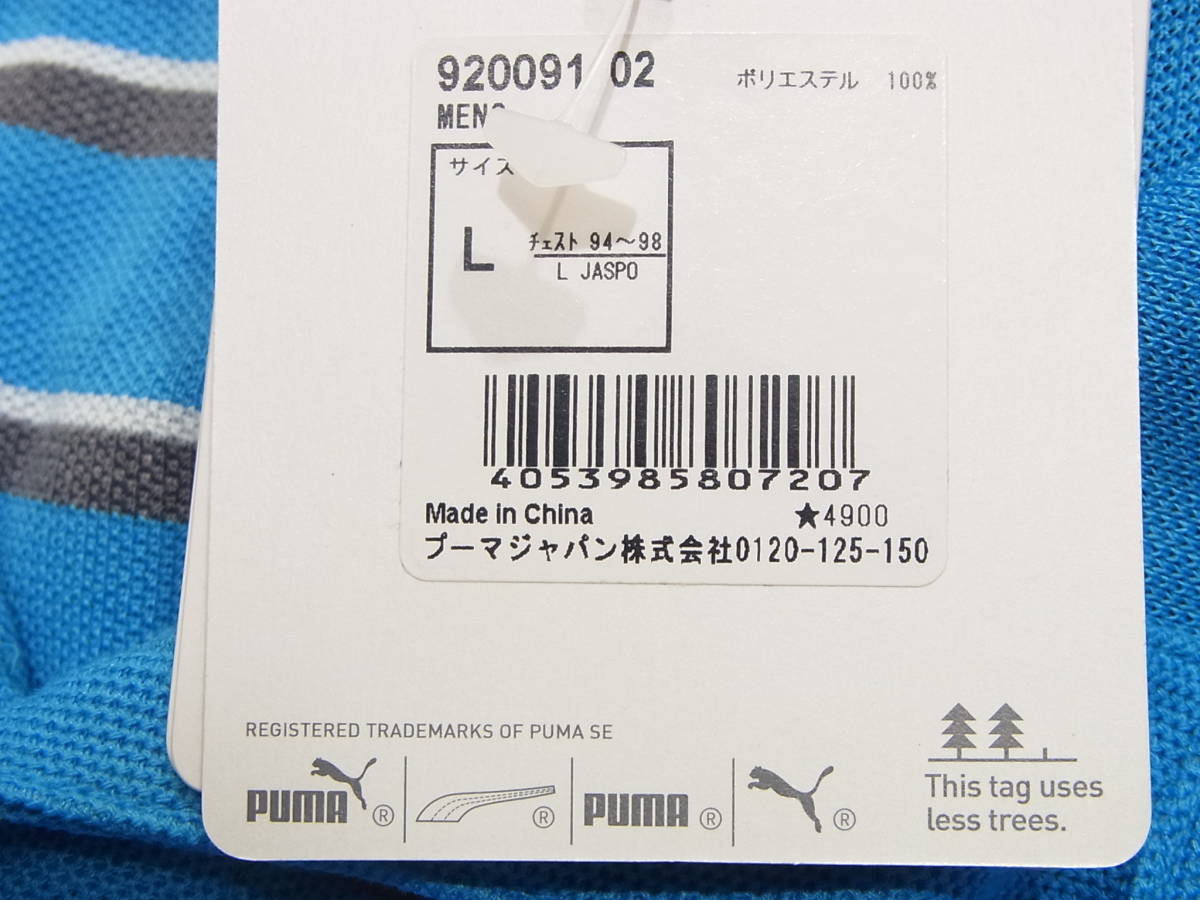 920091 02
ポリエステル 100%
MENS
サイズ
L
チェスト 94〜98
L JASPO
4053985807207
Made in China ★4900
プーマジャパン株式会社0120-125-150
REGISTERED TRADEMARKS OF PUMA SE
PUMA ® ® PUMA ® ®
This tag uses
less trees.